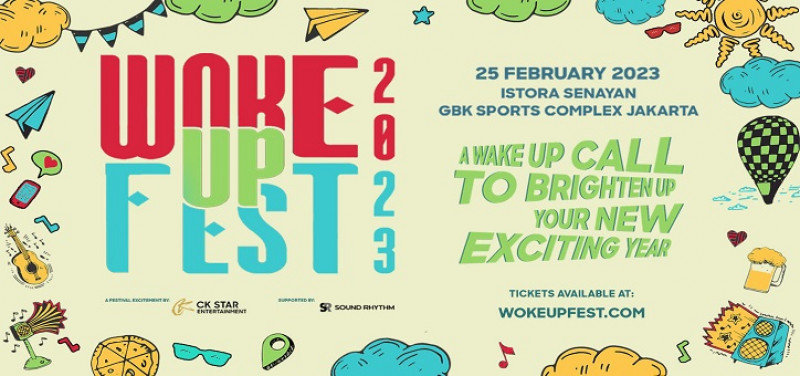 WOKE
UP
FEST
2023
25 FEBRUARY 2023
ISTORA SENAYAN
GBK SPORTS COMPLEX JAKARTA
A WAKE UP CALL
TO BRIGHTEN UP
YOUR NEW
EXCITING YEAR
TICKETS AVAILABLE AT:
WOKEUPFEST.COM
A FESTIVAL EXCITEMENT BY:
CK STAR
ENTERTAINMENT
SUPPORTED BY:
SR SOUND RHYTHM